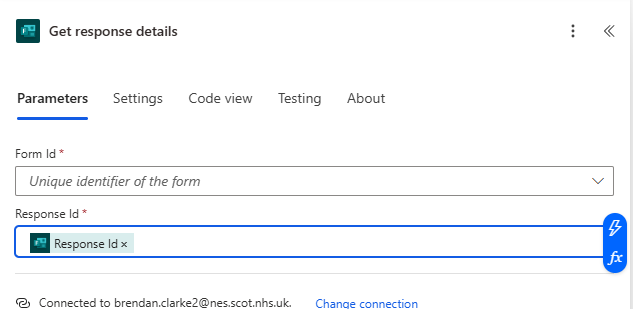 Get response details
Parameters Settings Code view Testing About
Form Id *
Unique identifier of the form
Response Id *
Response Id ×
fx
Connected to brendan.clarke2@nes.scot.nhs.uk. Change connection